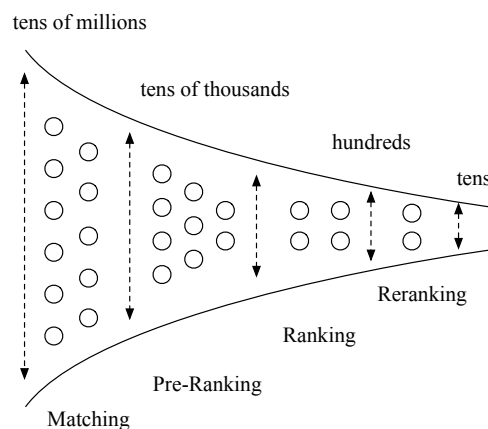 tens of millions
tens of thousands
hundreds
tens
Reranking
Ranking
Pre-Ranking
Matching